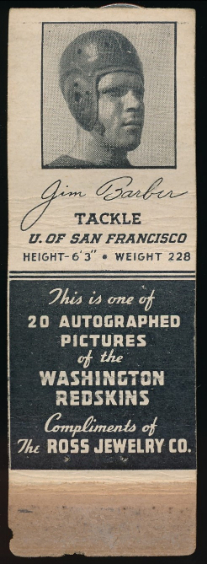 Jim Barber
TACKLE
U. OF SAN FRANCISCO
HEIGHT-6'3" • WEIGHT 228
This is one of
20 AUTOGRAPHED
PICTURES
of the
WASHINGTON
REDSKINS
Compliments of
The ROSS JEWELRY CO.